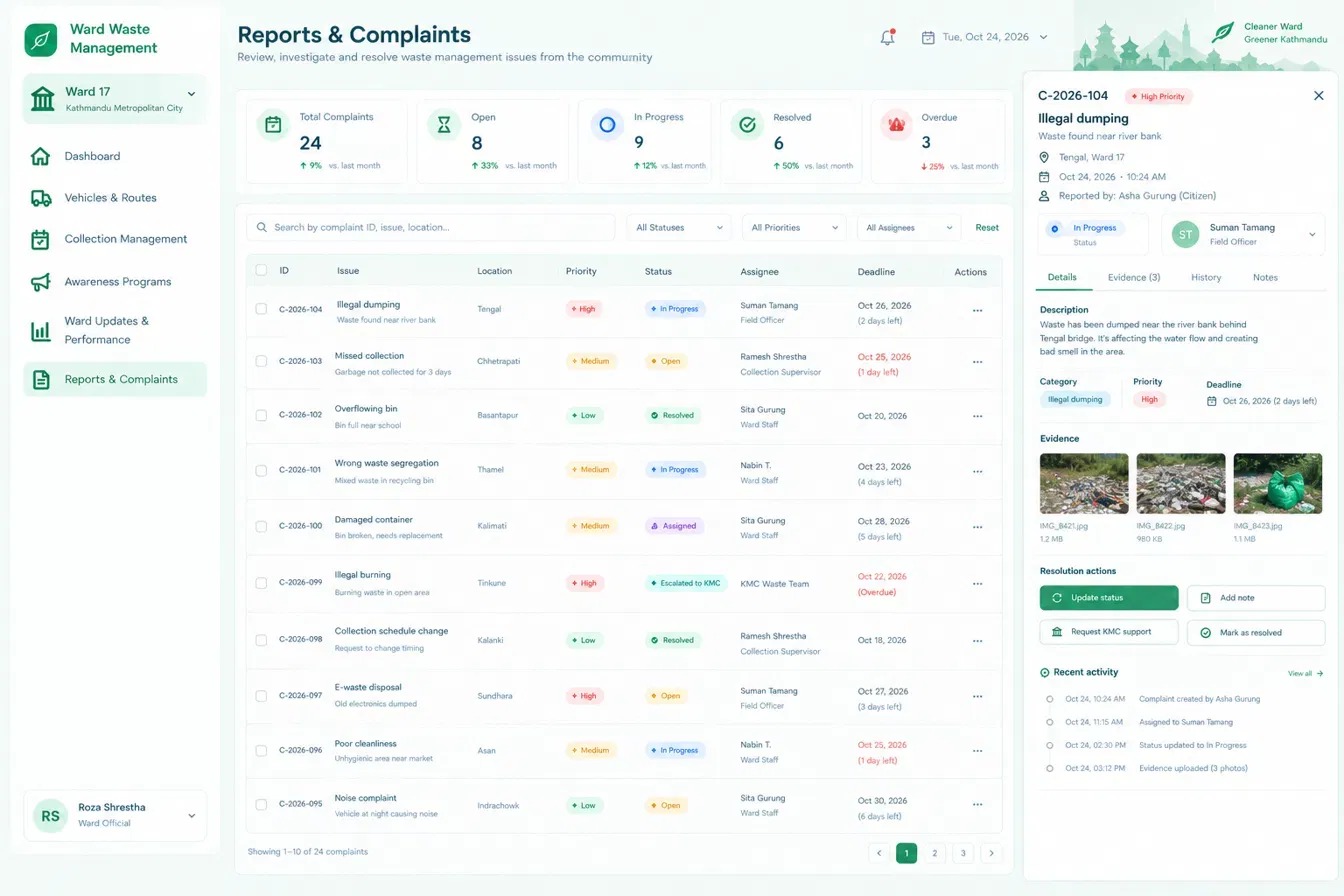 Ward Waste
Management
Ward 17
Kathmandu Metropolitan City
Dashboard
Vehicles & Routes
Collection Management
Awareness Programs
Ward Updates &
Performance
Reports & Complaints
RS
Roza Shrestha
Ward Official
Reports & Complaints
Review, investigate and resolve waste management issues from the community
Tue, Oct 24, 2026
Cleaner Ward
Greener Kathmandu
Total Complaints
24
↑ 9% vs. last month
Open
8
↑ 33% vs. last month
In Progress
9
↑ 12% vs. last month
Resolved
6
↑ 50% vs. last month
Overdue
3
↓ 25% vs. last month
Search by complaint ID, issue, location...
All Statuses
All Priorities
All Assignees
Reset
ID Issue Location Priority Status Assignee Deadline Actions
C-2026-104 Illegal dumping Tengal High In Progress Suman Tamang Oct 26, 2026
Waste found near river bank Field Officer (2 days left)
C-2026-103 Missed collection Chhetrapati Medium Open Ramesh Shrestha Oct 25, 2026
Garbage not collected for 3 days Collection Supervisor (1 day left)
C-2026-102 Overflowing bin Basantapur Low Resolved Sita Gurung Oct 20, 2026
Bin full near school Ward Staff
C-2026-101 Wrong waste segregation Thamel Medium In Progress Nabin T. Oct 23, 2026
Mixed waste in recycling bin Ward Staff (4 days left)
C-2026-100 Damaged container Kalimati Medium Assigned Sita Gurung Oct 28, 2026
Bin broken, needs replacement Ward Staff (5 days left)
C-2026-099 Illegal burning Tinkune High Escalated to KMC KMC Waste Team Oct 22, 2026
Burning waste in open area (Overdue)
C-2026-098 Collection schedule change Kalanki Low Resolved Ramesh Shrestha Oct 18, 2026
Request to change timing Collection Supervisor
C-2026-097 E-waste disposal Sundhara High Open Suman Tamang Oct 27, 2026
Old electronics dumped Field Officer (3 days left)
C-2026-096 Poor cleanliness Asan Medium In Progress Nabin T. Oct 25, 2026
Unhygienic area near market Ward Staff (1 day left)
C-2026-095 Noise complaint Indrachowk Low Open Sita Gurung Oct 30, 2026
Vehicle at night causing noise Ward Staff (6 days left)
Showing 1–10 of 24 complaints
1 2 3
C-2026-104 High Priority
Illegal dumping
Waste found near river bank
Tengal, Ward 17
Oct 24, 2026 • 10:24 AM
Reported by: Asha Gurung (Citizen)
In Progress
Status
ST
Suman Tamang
Field Officer
Details Evidence (3) History Notes
Description
Waste has been dumped near the river bank behind
Tengal bridge. It's affecting the water flow and creating
bad smell in the area.
Category Priority Deadline
Illegal dumping High Oct 26, 2026 (2 days left)
Evidence
IMG_8421.jpg IMG_8422.jpg IMG_8423.jpg
1.2 MB 980 KB 1.1 MB
Resolution actions
Update status
Add note
Request KMC support
Mark as resolved
Recent activity View all →
Oct 24, 10:24 AM Complaint created by Asha Gurung
Oct 24, 11:15 AM Assigned to Suman Tamang
Oct 24, 02:30 PM Status updated to In Progress
Oct 24, 03:12 PM Evidence uploaded (3 photos)